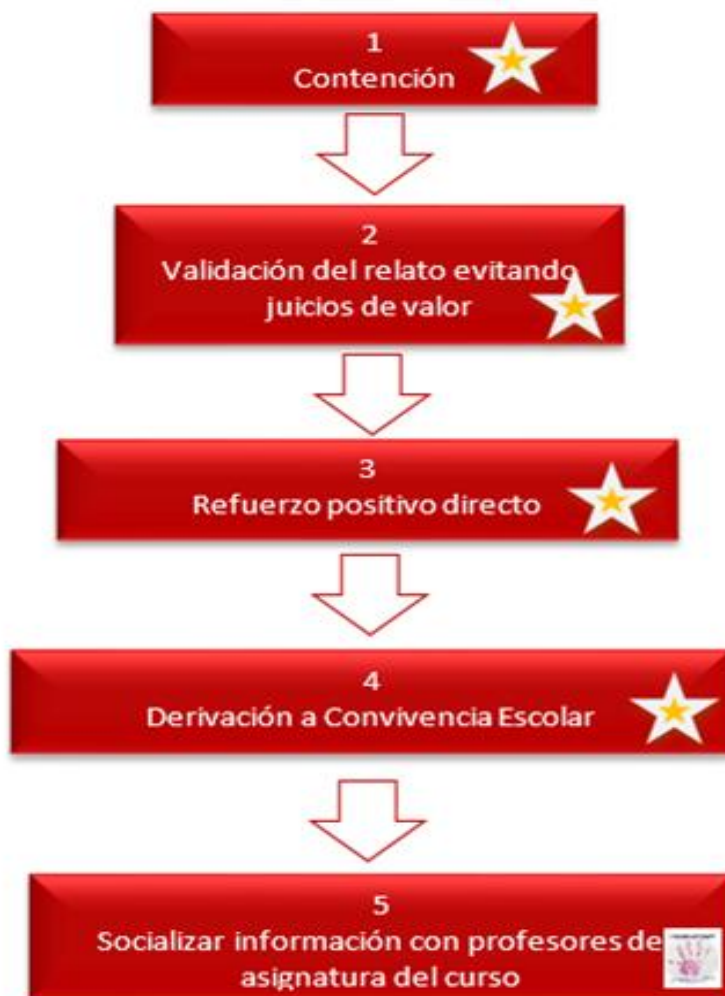 1
Contención
2
Validación del relato evitando
juicios de valor
3
Refuerzo positivo directo
4
Derivación a Convivencia Escolar
5
Socializar información con profesores de
asignatura del curso